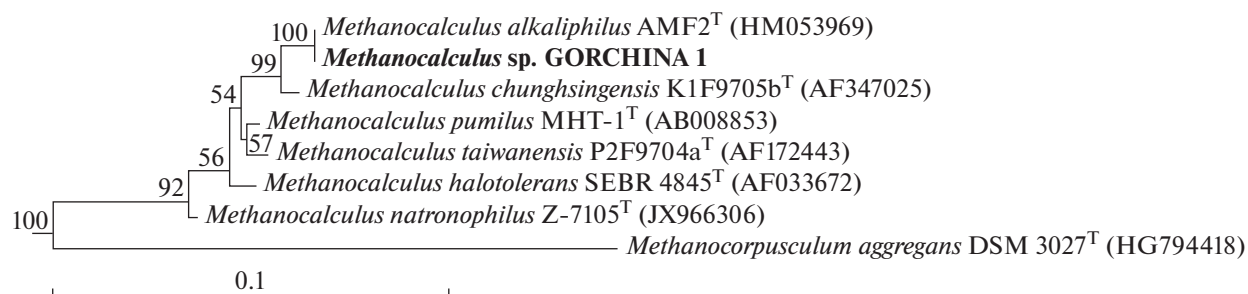 100 Methanocalculus alkaliphilus AMF2ᵀ (HM053969)
Methanocalculus sp. GORCHINA 1
99
Methanocalculus chunghsingensis K1F9705bᵀ (AF347025)
54
Methanocalculus pumilus MHT-1ᵀ (AB008853)
57
Methanocalculus taiwanensis P2F9704aᵀ (AF172443)
56
Methanocalculus halotolerans SEBR 4845ᵀ (AF033672)
92
Methanocalculus natronophilus Z-7105ᵀ (JX966306)
100
Methanocorpusculum aggregans DSM 3027ᵀ (HG794418)
0.1